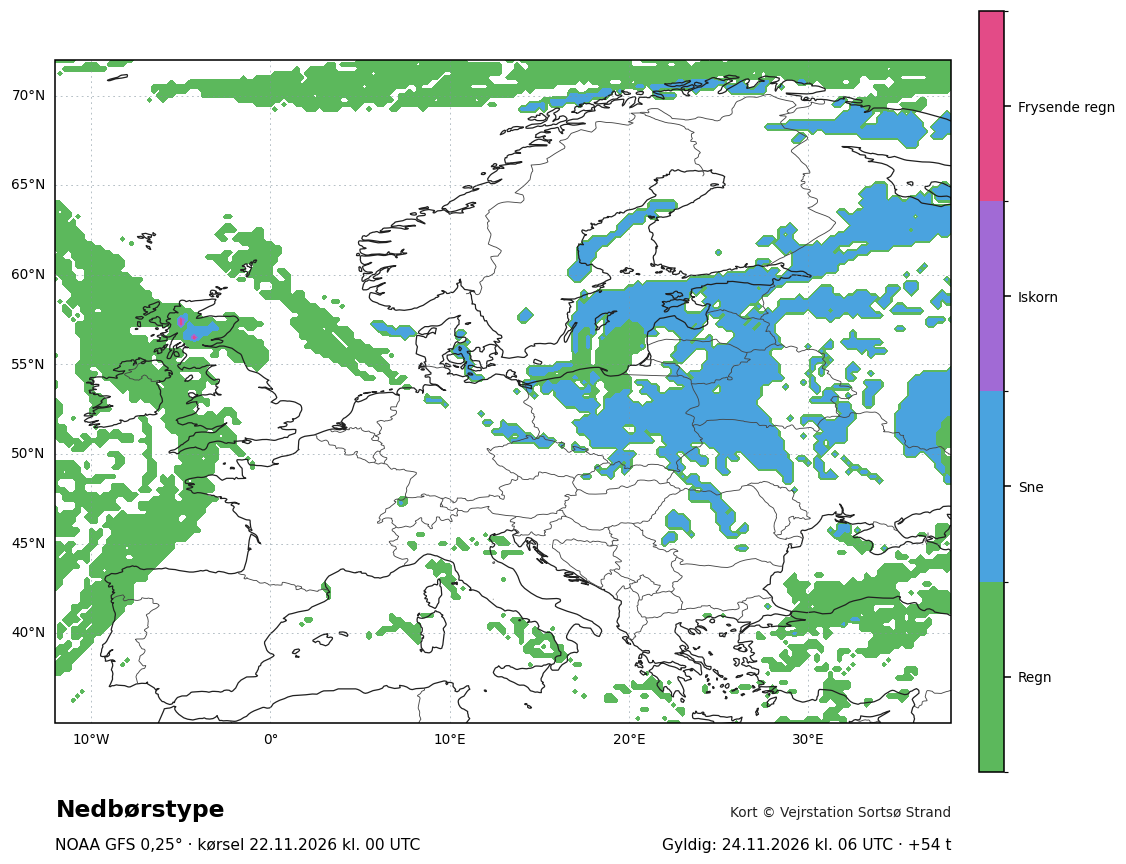 70°N
65°N
60°N
55°N
50°N
45°N
40°N
10°W
0°
10°E
20°E
30°E
Frysende regn
Iskorn
Sne
Regn
Nedbørstype
Kort © Vejrstation Sortsø Strand
NOAA GFS 0,25° · kørsel 22.11.2026 kl. 00 UTC
Gyldig: 24.11.2026 kl. 06 UTC · +54 t